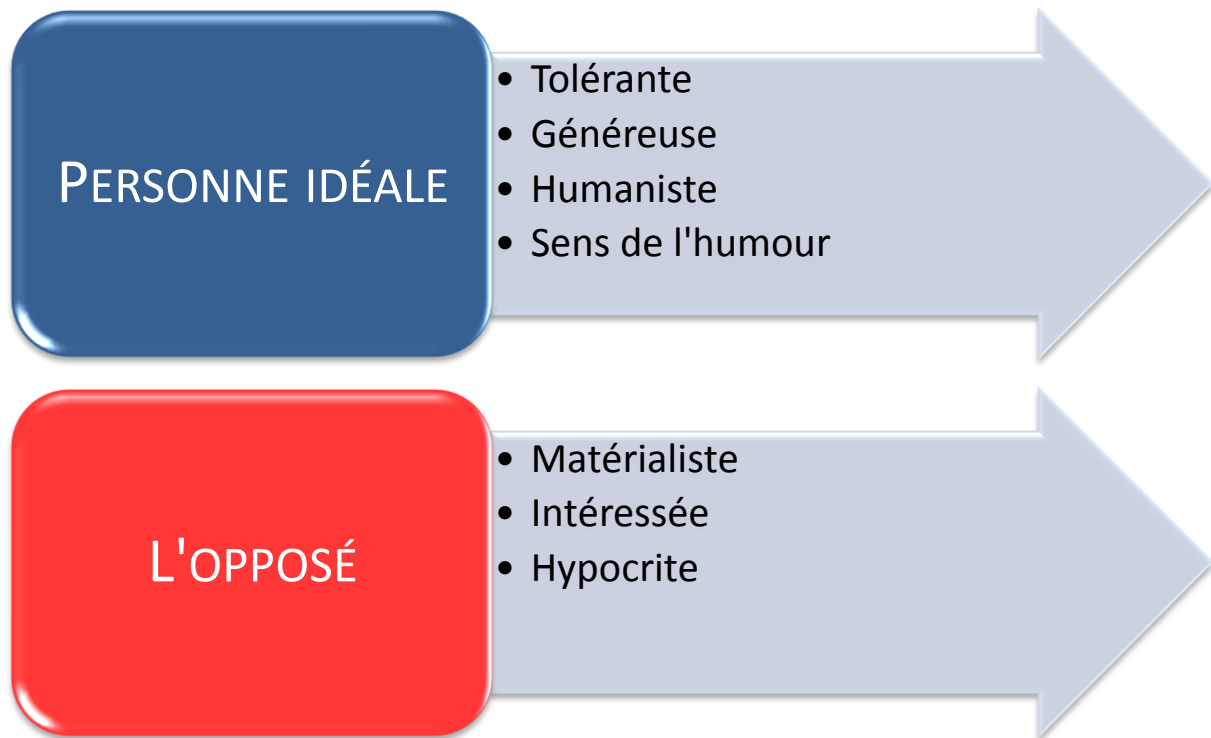 PERSONNE IDÉALE
• Tolérante
• Généreuse
• Humaniste
• Sens de l'humour
L'OPPOSÉ
• Matérialiste
• Intéressée
• Hypocrite